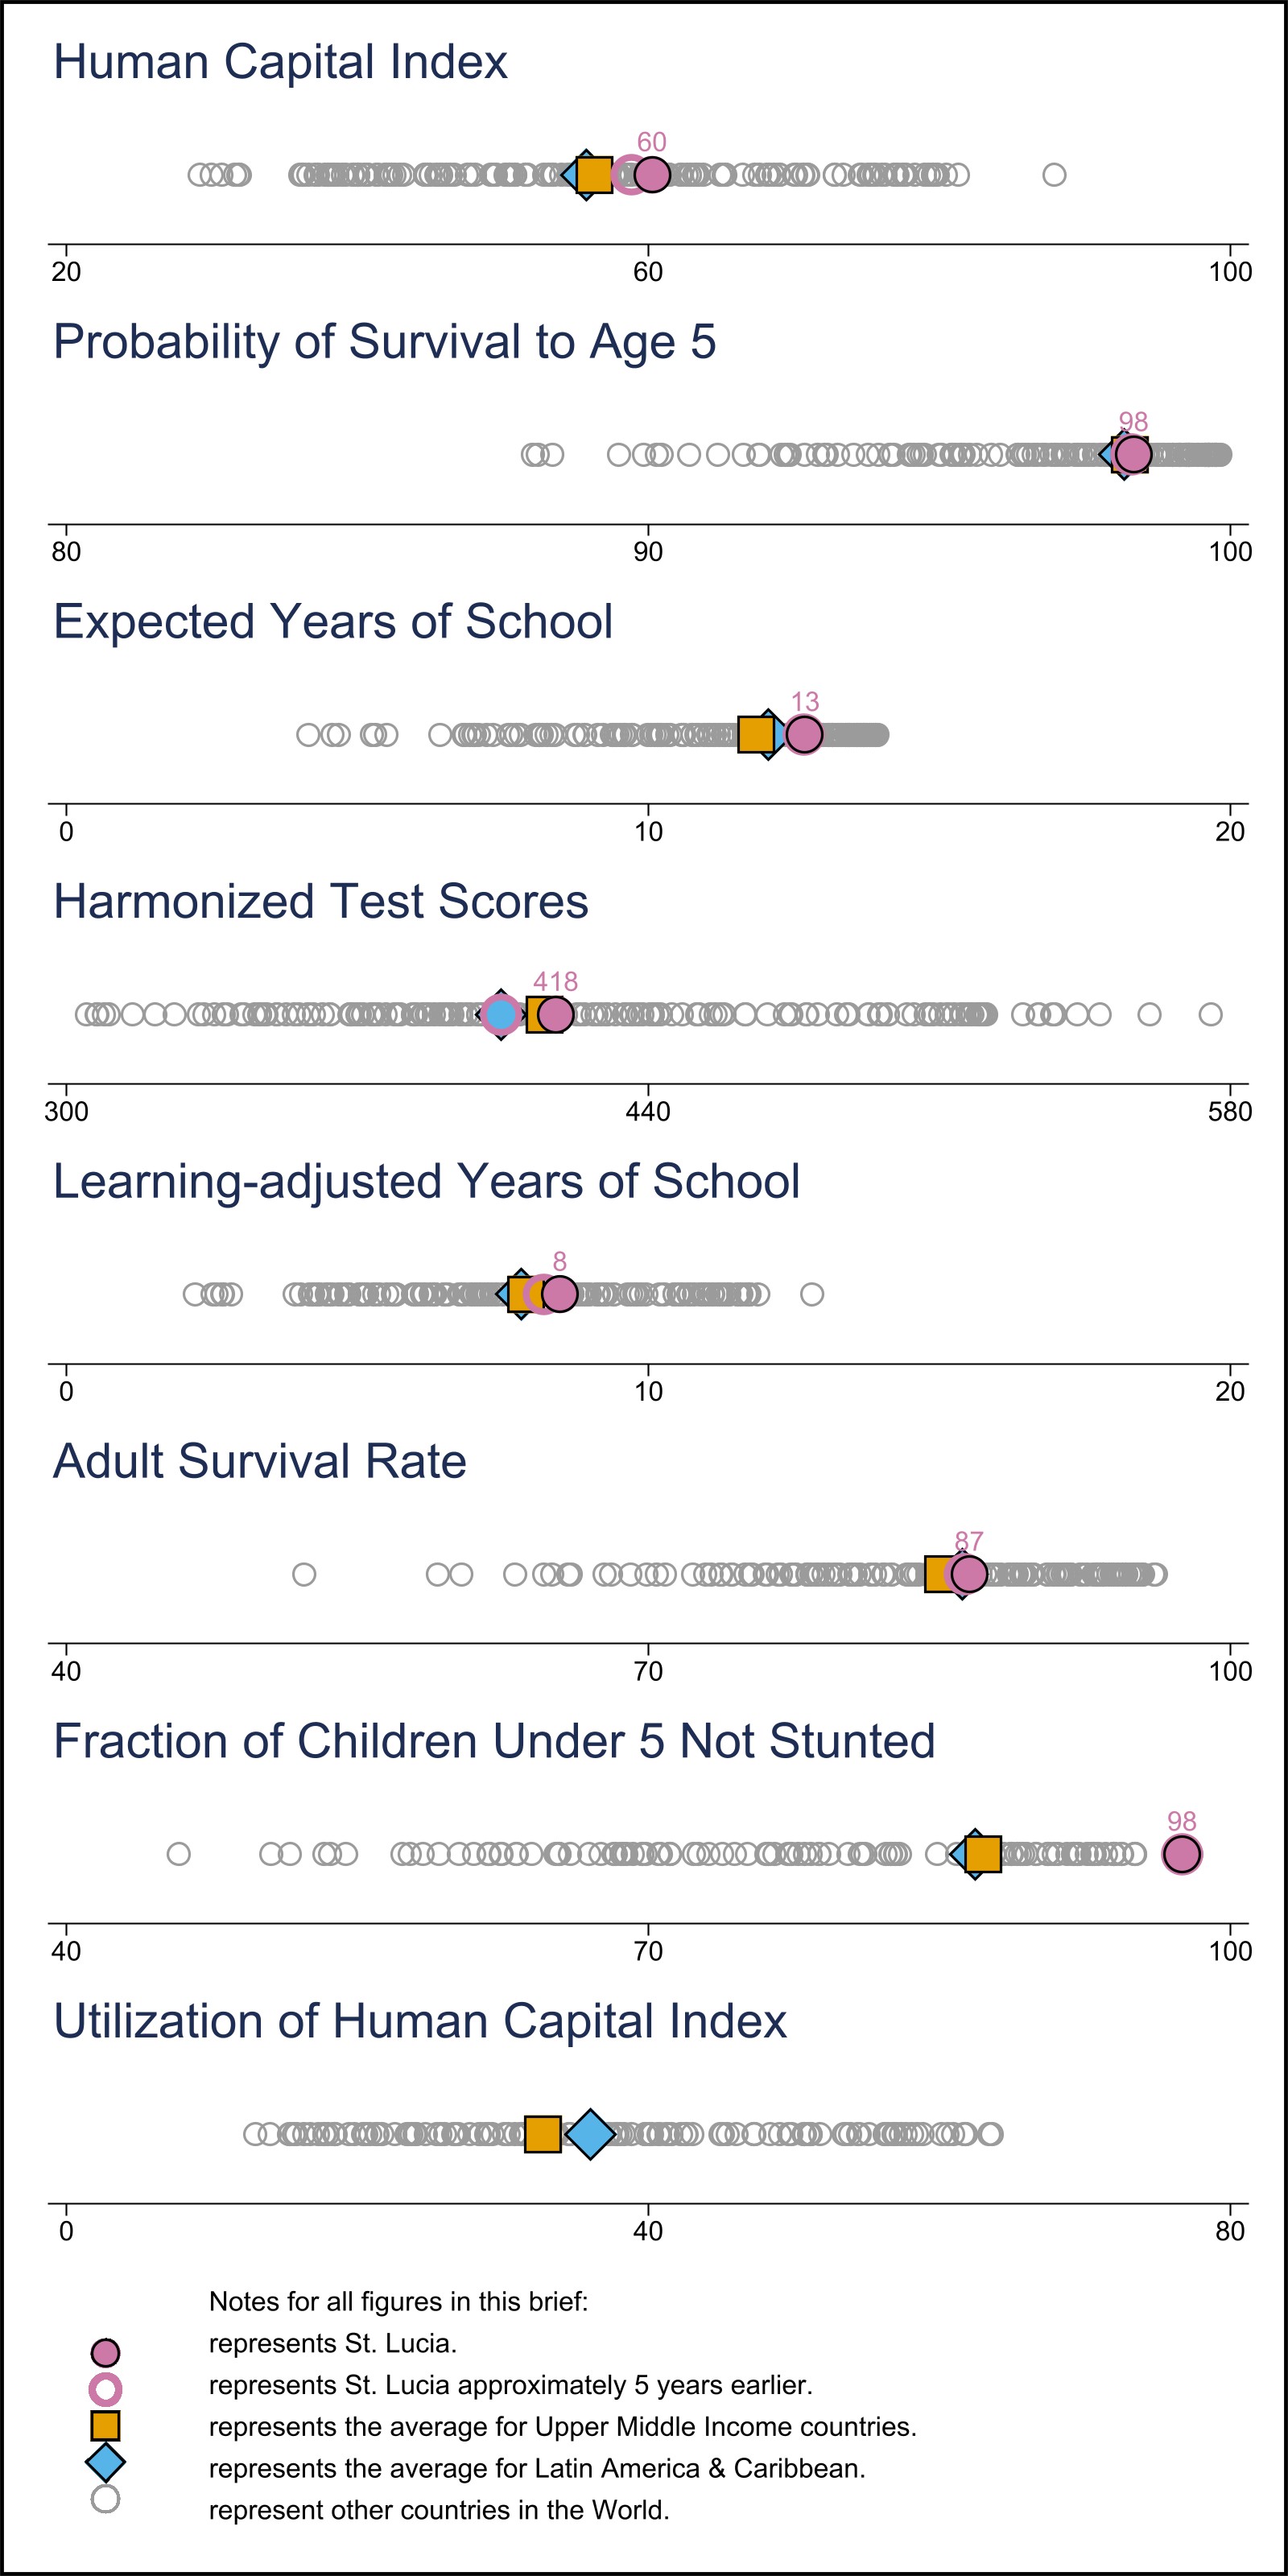 Human Capital Index
60
20 60 100
Probability of Survival to Age 5
98
80 90 100
Expected Years of School
13
0 10 20
Harmonized Test Scores
418
300 440 580
Learning-adjusted Years of School
8
0 10 20
Adult Survival Rate
87
40 70 100
Fraction of Children Under 5 Not Stunted
98
40 70 100
Utilization of Human Capital Index
0 40 80
Notes for all figures in this brief:
represents St. Lucia.
represents St. Lucia approximately 5 years earlier.
represents the average for Upper Middle Income countries.
represents the average for Latin America & Caribbean.
represent other countries in the World.